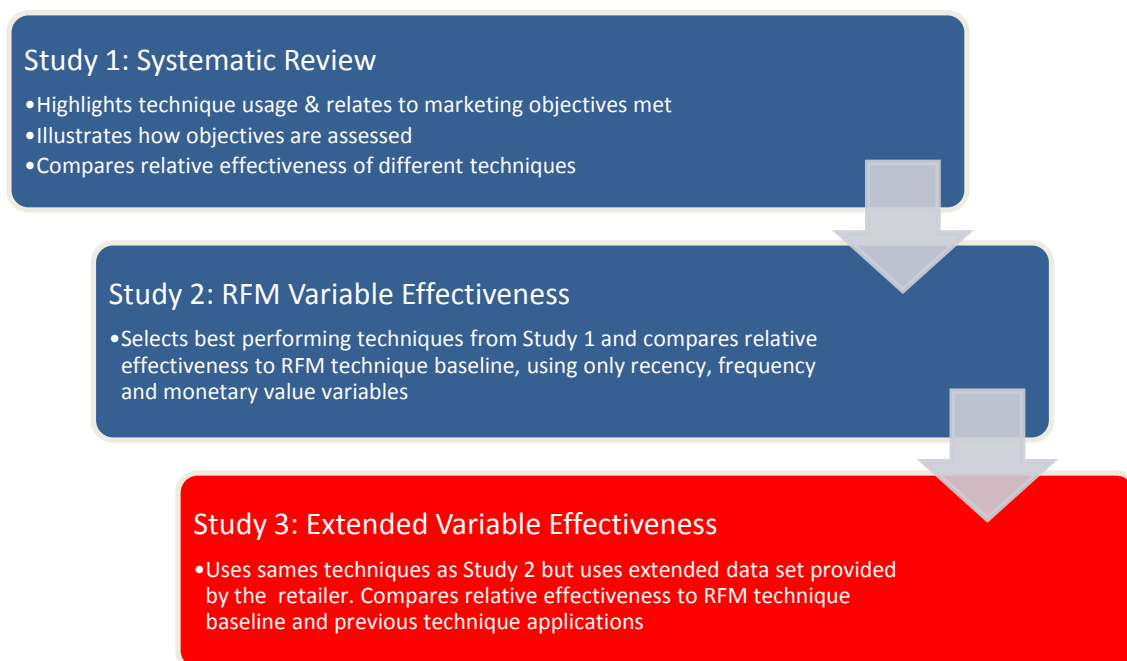 Study 1: Systematic Review
•Highlights technique usage & relates to marketing objectives met
•Illustrates how objectives are assessed
•Compares relative effectiveness of different techniques
Study 2: RFM Variable Effectiveness
•Selects best performing techniques from Study 1 and compares relative
effectiveness to RFM technique baseline, using only recency, frequency
and monetary value variables
Study 3: Extended Variable Effectiveness
•Uses sames techniques as Study 2 but uses extended data set provided
by the retailer. Compares relative effectiveness to RFM technique
baseline and previous technique applications